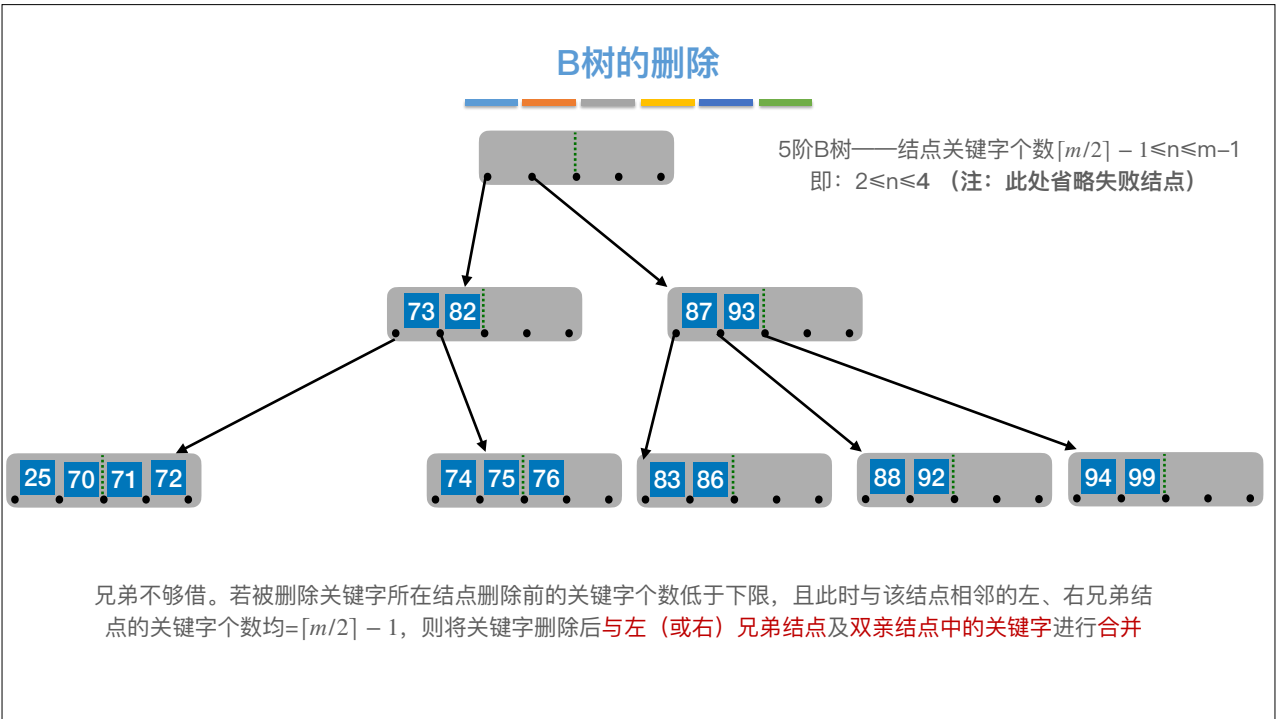 B树的删除
5阶B树——结点关键字个数⌈m/2⌉ − 1≤n≤m−1
即：2≤n≤4 （注：此处省略失败结点）
73 82
87 93
25 70 71 72
74 75 76
83 86
88 92
94 99
兄弟不够借。若被删除关键字所在结点删除前的关键字个数低于下限，且此时与该结点相邻的左、右兄弟结
点的关键字个数均=⌈m/2⌉ − 1，则将关键字删除后与左（或右）兄弟结点及双亲结点中的关键字进行合并